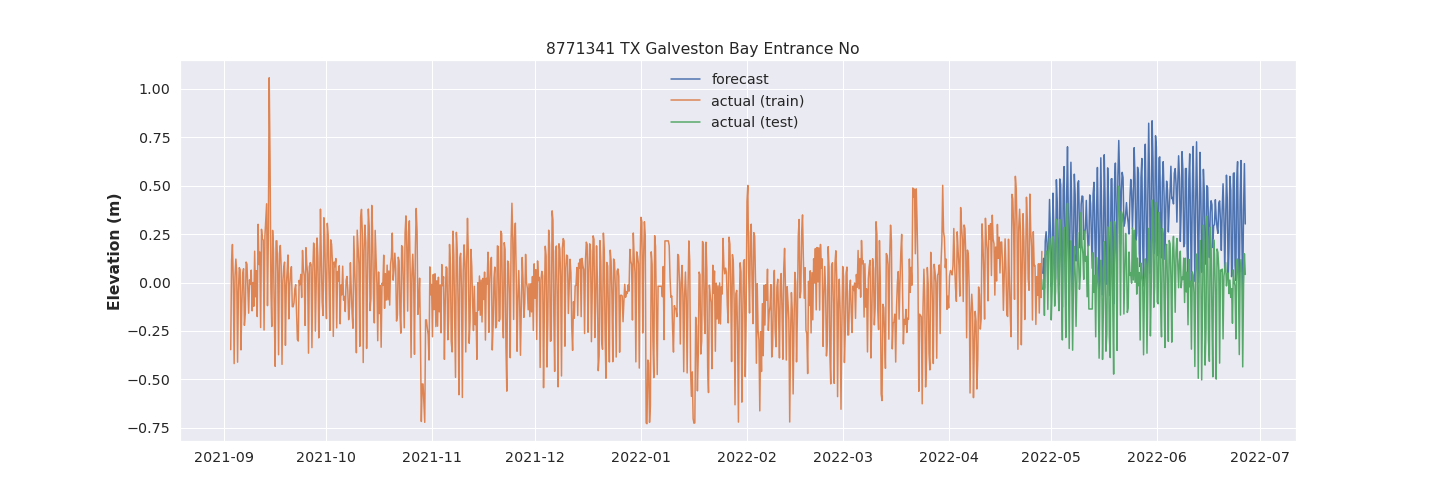 8771341 TX Galveston Bay Entrance No
forecast
actual (train)
actual (test)
Elevation (m)
1.00
0.75
0.50
0.25
0.00
−0.25
−0.50
−0.75
2021-09 2021-10 2021-11 2021-12 2022-01 2022-02 2022-03 2022-04 2022-05 2022-06 2022-07